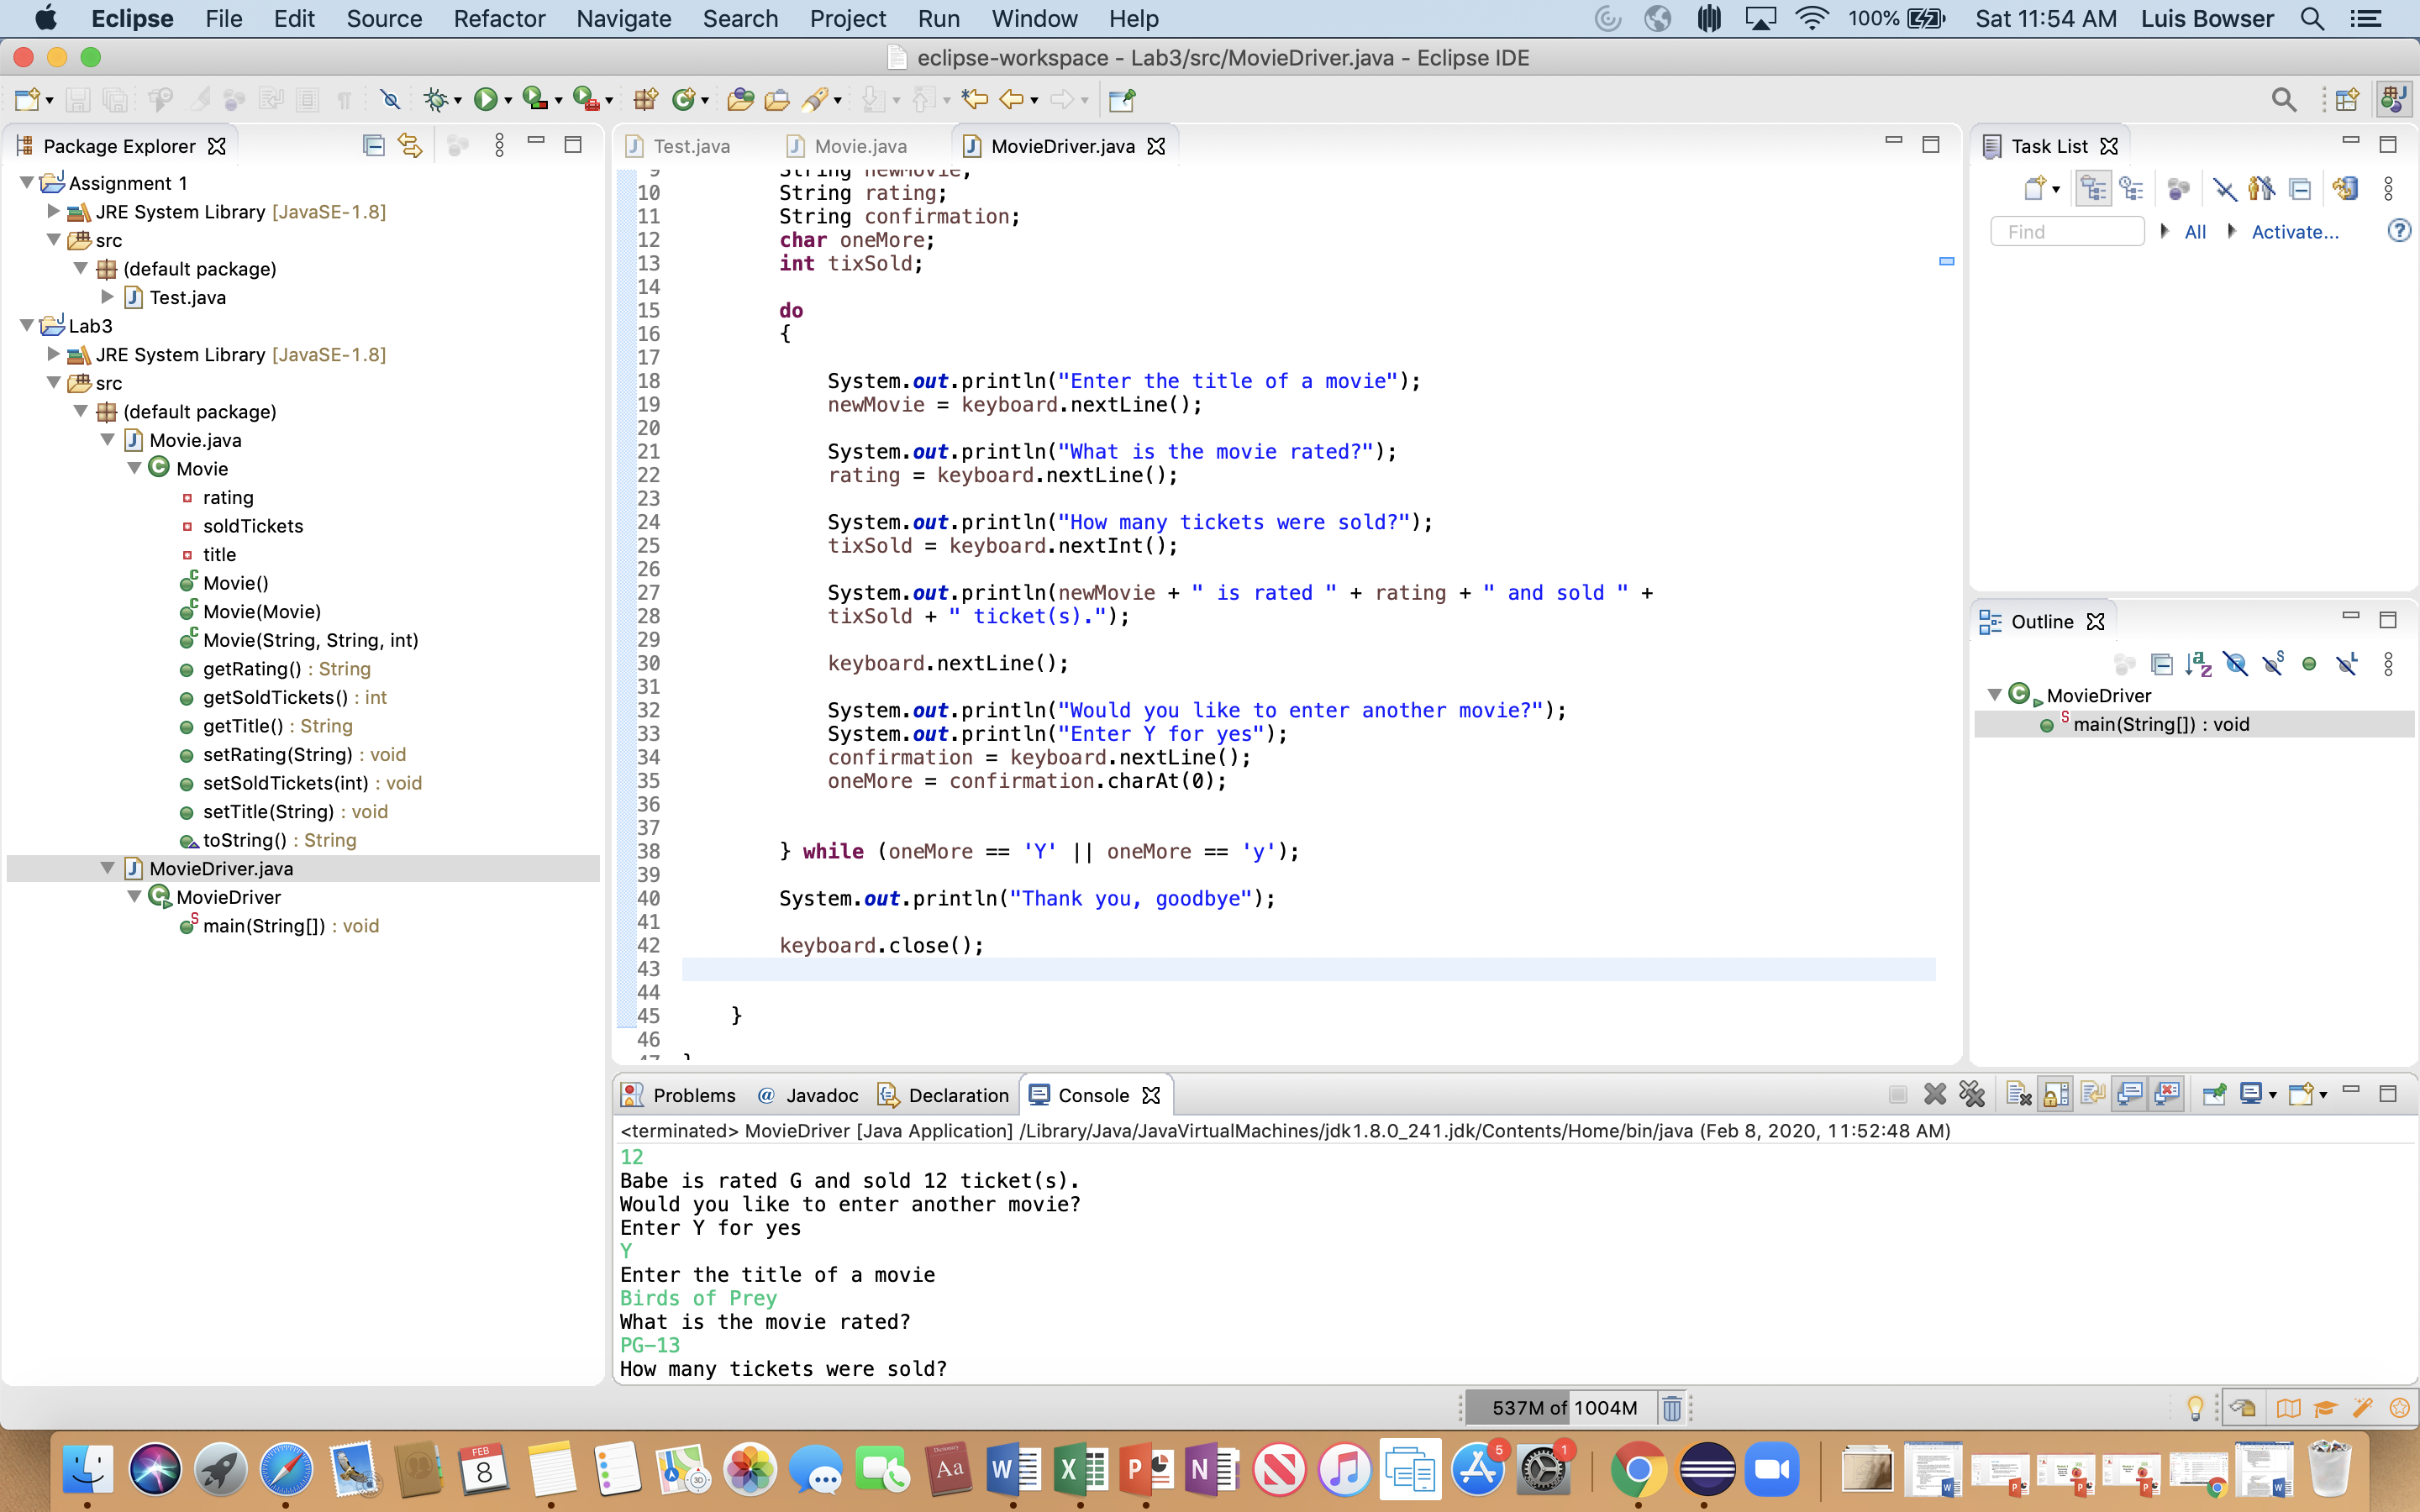 Eclipse File Edit Source Refactor Navigate Search Project Run Window Help 100% Sat 11:54 AM Luis Bowser
eclipse-workspace - Lab3/src/MovieDriver.java - Eclipse IDE
Package Explorer
Assignment 1
JRE System Library [JavaSE-1.8]
src
(default package)
Test.java
Lab3
JRE System Library [JavaSE-1.8]
src
(default package)
Movie.java
Movie
rating
soldTickets
title
Movie()
Movie(Movie)
Movie(String, String, int)
getRating() : String
getSoldTickets() : int
getTitle() : String
setRating(String) : void
setSoldTickets(int) : void
setTitle(String) : void
toString() : String
MovieDriver.java
MovieDriver
main(String[]) : void
Test.java Movie.java MovieDriver.java
9 String newMovie;
10 String rating;
11 String confirmation;
12 char oneMore;
13 int tixSold;
14
15 do
16 {
17
18 System.out.println("Enter the title of a movie");
19 newMovie = keyboard.nextLine();
20
21 System.out.println("What is the movie rated?");
22 rating = keyboard.nextLine();
23
24 System.out.println("How many tickets were sold?");
25 tixSold = keyboard.nextInt();
26
27 System.out.println(newMovie + " is rated " + rating + " and sold " +
28 tixSold + " ticket(s).");
29
30 keyboard.nextLine();
31
32 System.out.println("Would you like to enter another movie?");
33 System.out.println("Enter Y for yes");
34 confirmation = keyboard.nextLine();
35 oneMore = confirmation.charAt(0);
36
37
38 } while (oneMore == 'Y' || oneMore == 'y');
39
40 System.out.println("Thank you, goodbye");
41
42 keyboard.close();
43
44
45 }
46
47 }
Task List
Find All Activate...
Outline
MovieDriver
main(String[]) : void
Problems @ Javadoc Declaration Console
<terminated> MovieDriver [Java Application] /Library/Java/JavaVirtualMachines/jdk1.8.0_241.jdk/Contents/Home/bin/java (Feb 8, 2020, 11:52:48 AM)
12
Babe is rated G and sold 12 ticket(s).
Would you like to enter another movie?
Enter Y for yes
Y
Enter the title of a movie
Birds of Prey
What is the movie rated?
PG-13
How many tickets were sold?
537M of 1004M
FEB
8
3D
Dictionary
Aa
W
X
P
N
5
1